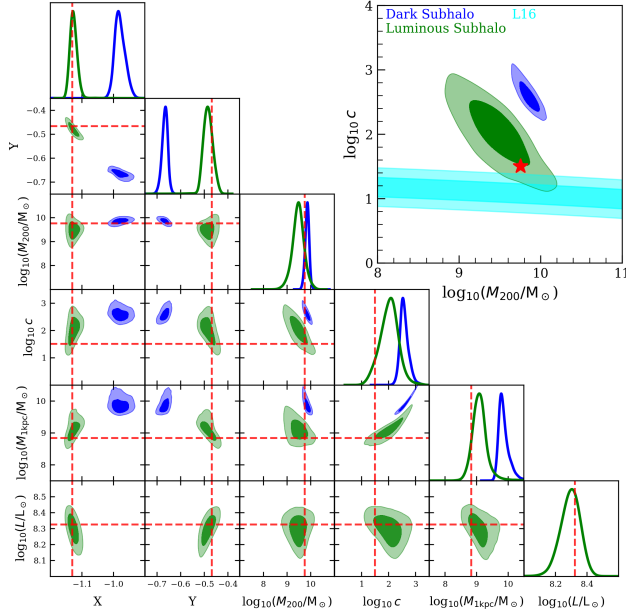 Dark Subhalo
L16
Luminous Subhalo
log₁₀ c
4
3
2
1
0
8
9
10
11
log₁₀(M₂₀₀/M⊙)
Y
−0.4
−0.5
−0.6
−0.7
log₁₀(M₂₀₀/M⊙)
10
9
8
log₁₀ c
3
2
1
log₁₀(M₁ₖₚ꜀/M⊙)
10
9
8
log₁₀(L/L⊙)
8.5
8.4
8.3
8.2
8.1
−1.1
−1.0
−0.7
−0.6
−0.5
−0.4
8
9
10
1
2
3
8
9
10
8.2
8.4
X
Y
log₁₀(M₂₀₀/M⊙)
log₁₀ c
log₁₀(M₁ₖₚ꜀/M⊙)
log₁₀(L/L⊙)